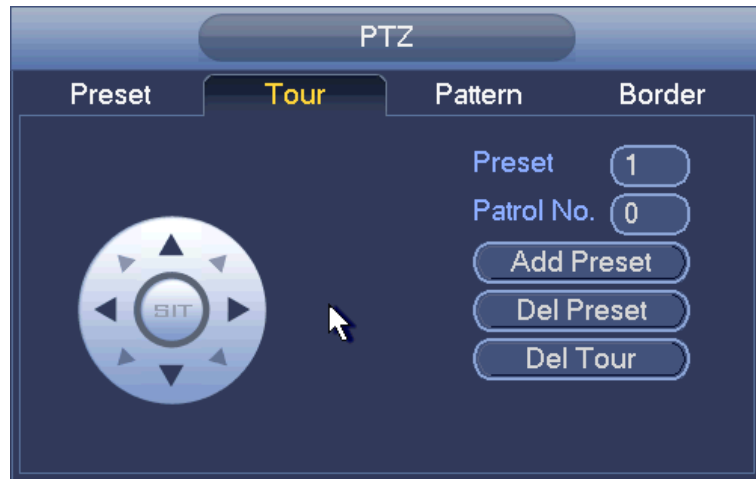 PTZ
Preset Tour Pattern Border
Preset 1
Patrol No. 0
SIT
Add Preset
Del Preset
Del Tour